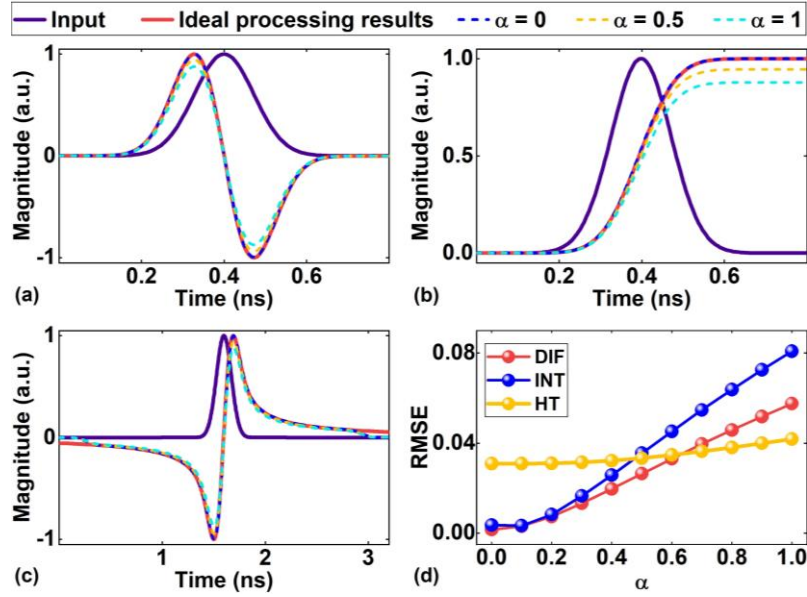 Input Ideal processing results α = 0 α = 0.5 α = 1
Magnitude (a.u.)
1
0
-1
0.2 0.4 0.6
(a) Time (ns)
Magnitude (a.u.)
1.0
0.5
0.0
0.2 0.4 0.6
(b) Time (ns)
Magnitude (a.u.)
1
0
-1
1 2 3
(c) Time (ns)
RMSE
0.08
0.04
0.00
DIF
INT
HT
0.0 0.2 0.4 0.6 0.8 1.0
(d) α